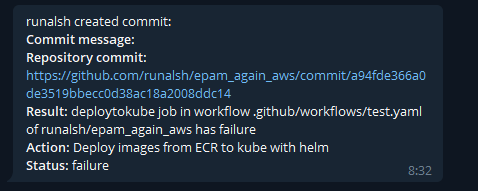 runalsh created commit:
Commit message:
Repository commit:
https://github.com/runalsh/epam_again_aws/commit/a94fde366a0
de3519bbecc0d38ac18a2008ddc14
Result: deploytokube job in workflow .github/workflows/test.yaml
of runalsh/epam_again_aws has failure
Action: Deploy images from ECR to kube with helm
Status: failure
8:32